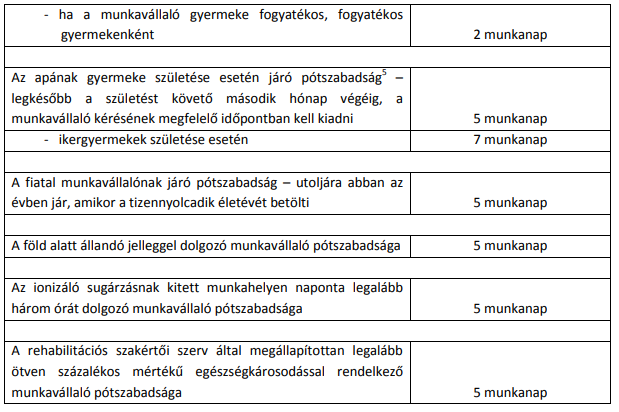 - ha a munkavállaló gyermeke fogyatékos, fogyatékos
gyermekenként
2 munkanap
Az apának gyermeke születése esetén járó pótszabadság5 –
legkésőbb a születést követő második hónap végéig, a
munkavállaló kérésének megfelelő időpontban kell kiadni
5 munkanap
- ikergyermekek születése esetén
7 munkanap
A fiatal munkavállalónak járó pótszabadság – utoljára abban az
évben jár, amikor a tizennyolcadik életévét betölti
5 munkanap
A föld alatt állandó jelleggel dolgozó munkavállaló pótszabadsága
5 munkanap
Az ionizáló sugárzásnak kitett munkahelyen naponta legalább
három órát dolgozó munkavállaló pótszabadsága
5 munkanap
A rehabilitációs szakértői szerv által megállapítottan legalább
ötven százalékos mértékű egészségkárosodással rendelkező
munkavállaló pótszabadsága
5 munkanap